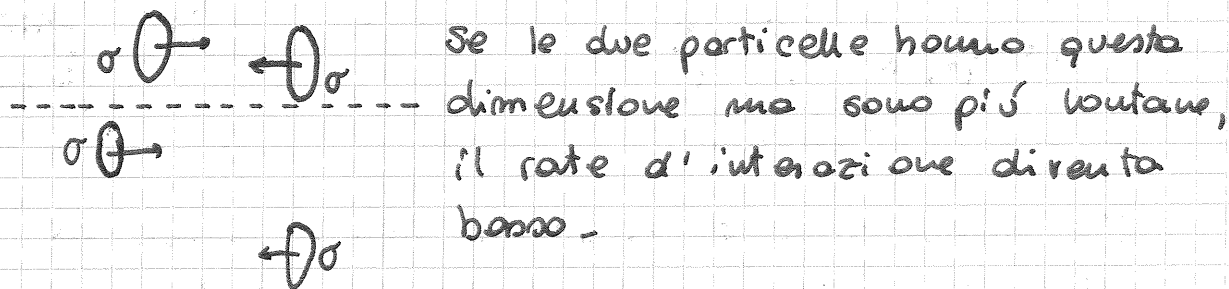 σ σ se le due particelle hanno questa
dimensione ma sono più lontane,
σ il rate d'interazione diventa
basso -
σ